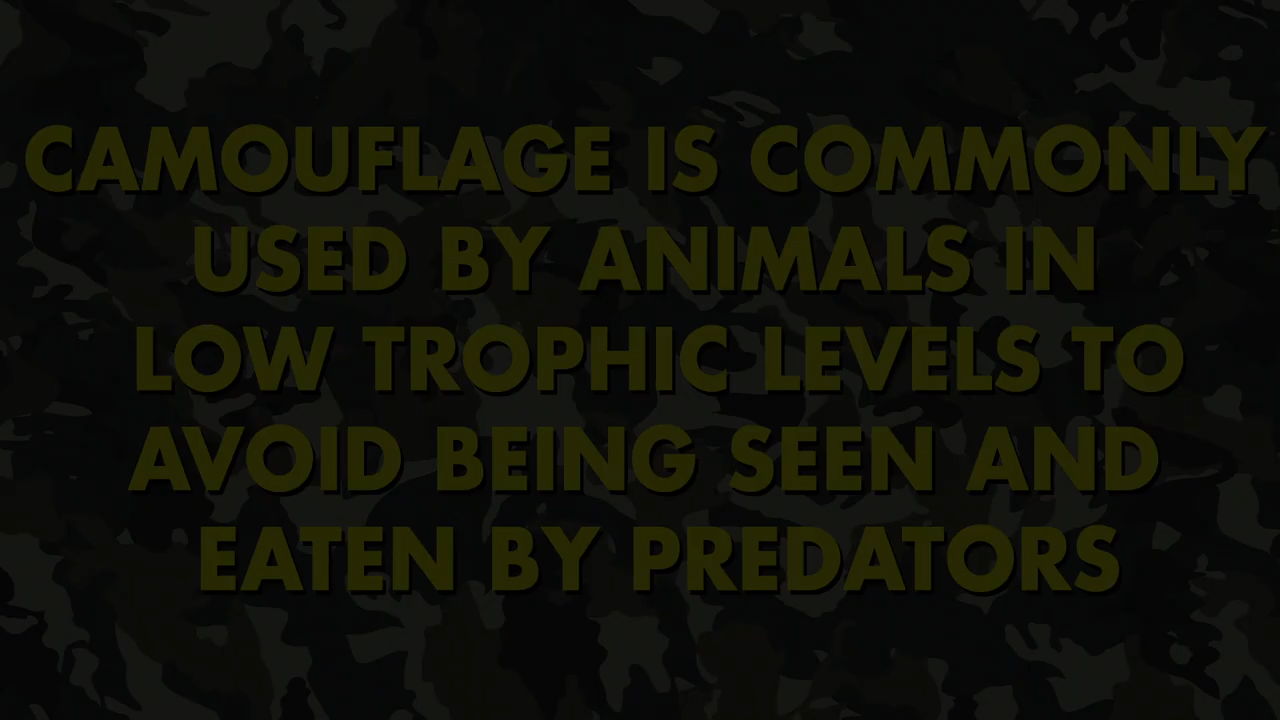 CAMOUFLAGE IS COMMONLY
USED BY ANIMALS IN
LOW TROPHIC LEVELS TO
AVOID BEING SEEN AND
EATEN BY PREDATORS